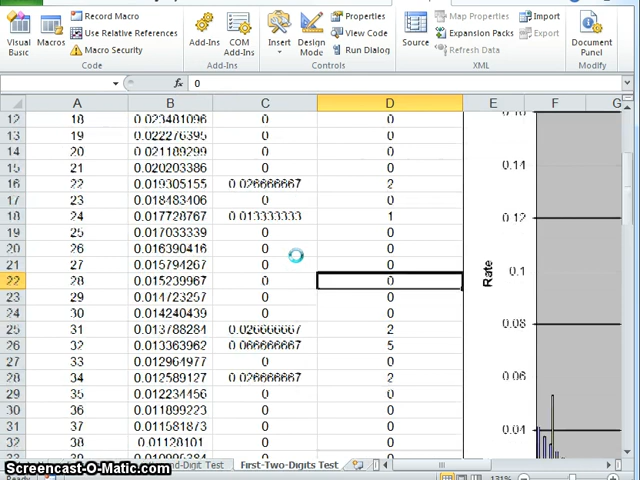 Record Macro
Use Relative References
Macro Security
Visual Basic
Macros
Code
Add-Ins
COM Add-Ins
Add-Ins
Insert
Design Mode
Properties
View Code
Run Dialog
Controls
Source
Map Properties
Expansion Packs
Refresh Data
Import
Export
XML
Document Panel
Modify
fx 0
A B C D E F G
12 18 0.023481096 0 0
13 19 0.022276395 0 0
14 20 0.021189299 0 0
15 21 0.020203386 0 0
16 22 0.019305155 0.026666667 2
17 23 0.018483406 0 0
18 24 0.017728767 0.013333333 1
19 25 0.017033339 0 0
20 26 0.016390416 0 0
21 27 0.015794267 0 0
22 28 0.015239967 0 0
23 29 0.014723257 0 0
24 30 0.014240439 0 0
25 31 0.013788284 0.026666667 2
26 32 0.013363962 0.066666667 5
27 33 0.012964977 0 0
28 34 0.012589127 0.026666667 2
29 35 0.012234456 0 0
30 36 0.011899223 0 0
31 37 0.011581873 0 0
32 38 0.01128101 0 0
0.16
0.14
0.12
0.1
0.08
0.06
0.04
Rate
nd-Digit Test
First-Two-Digits Test
Ready
131%
Screencast-O-Matic.com